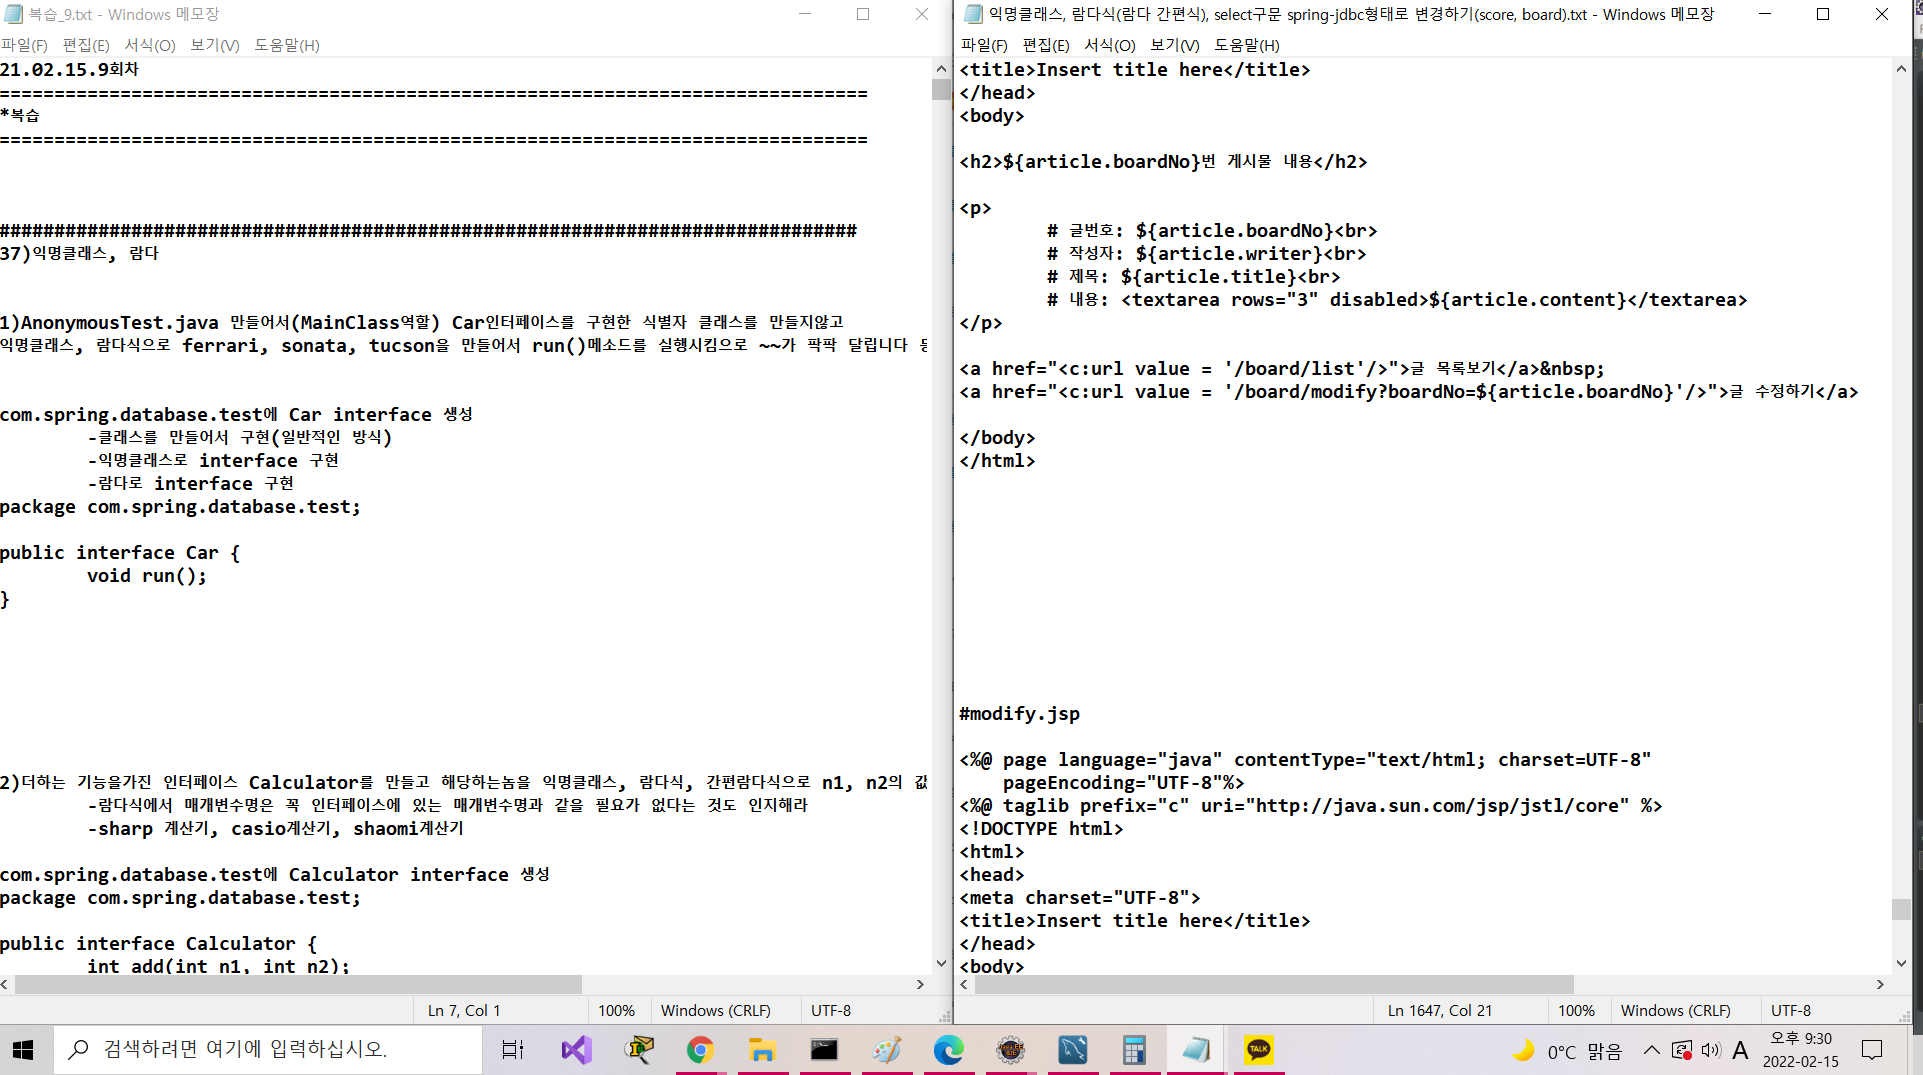 복습_9.txt - Windows 메모장
파일(F) 편집(E) 서식(O) 보기(V) 도움말(H)
21.02.15.9회차
===============================================================================
*복습
===============================================================================
##############################################################################
37)익명클래스, 람다
1)AnonymousTest.java 만들어서(MainClass역할) Car인터페이스를 구현한 식별자 클래스를 만들지않고
익명클래스, 람다식으로 ferrari, sonata, tucson을 만들어서 run()메소드를 실행시킴으로 ~~가 팍팍 달립니다
com.spring.database.test에 Car interface 생성
-클래스를 만들어서 구현(일반적인 방식)
-익명클래스로 interface 구현
-람다로 interface 구현
package com.spring.database.test;
public interface Car {
void run();
}
2)더하는 기능을가진 인터페이스 Calculator를 만들고 해당하는놈을 익명클래스, 람다식, 간편람다식으로 n1, n2의 값
-람다식에서 매개변수명은 꼭 인터페이스에 있는 매개변수명과 같을 필요가 없다는 것도 인지해라
-sharp 계산기, casio계산기, shaomi계산기
com.spring.database.test에 Calculator interface 생성
package com.spring.database.test;
public interface Calculator {
int add(int n1, int n2);
Ln 7, Col 1 100% Windows (CRLF) UTF-8
익명클래스, 람다식(람다 간편식), select구문 spring-jdbc형태로 변경하기(score, board).txt - Windows 메모장
파일(F) 편집(E) 서식(O) 보기(V) 도움말(H)
<title>Insert title here</title>
</head>
<body>
<h2>${article.boardNo}번 게시물 내용</h2>
<p>
# 글번호: ${article.boardNo}<br>
# 작성자: ${article.writer}<br>
# 제목: ${article.title}<br>
# 내용: <textarea rows="3" disabled>${article.content}</textarea>
</p>
<a href="<c:url value = '/board/list'/>">글 목록보기</a>&nbsp;
<a href="<c:url value = '/board/modify?boardNo=${article.boardNo}'/>">글 수정하기</a>
</body>
</html>
#modify.jsp
<%@ page language="java" contentType="text/html; charset=UTF-8"
pageEncoding="UTF-8"%>
<%@ taglib prefix="c" uri="http://java.sun.com/jsp/jstl/core" %>
<!DOCTYPE html>
<html>
<head>
<meta charset="UTF-8">
<title>Insert title here</title>
</head>
<body>
Ln 1647, Col 21 100% Windows (CRLF) UTF-8
검색하려면 여기에 입력하십시오.
TALK
0°C 맑음
A
오후 9:30
2022-02-15